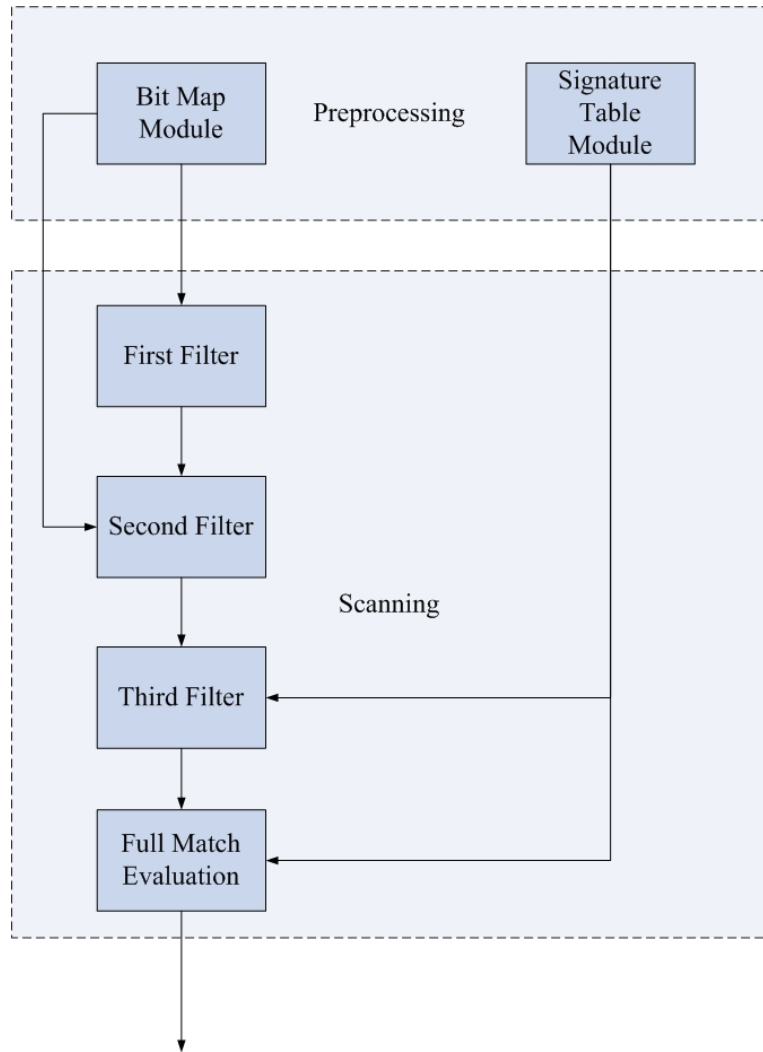 Bit Map
Module
Preprocessing
Signature
Table
Module
First Filter
Second Filter
Scanning
Third Filter
Full Match
Evaluation